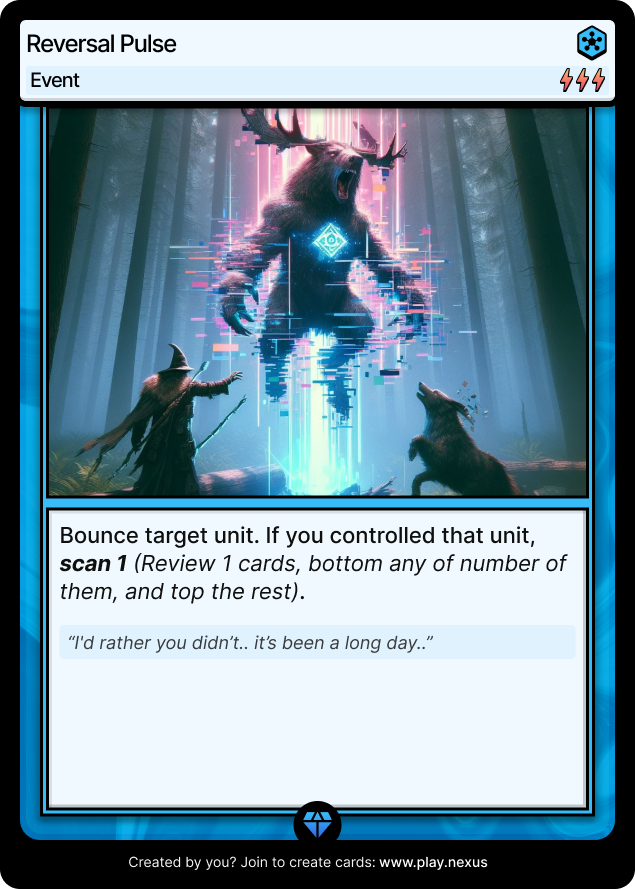 Reversal Pulse
Event
Bounce target unit. If you controlled that unit,
scan 1 (Review 1 cards, bottom any of number of
them, and top the rest).
“I'd rather you didn’t.. it’s been a long day..”
Created by you? Join to create cards: www.play.nexus